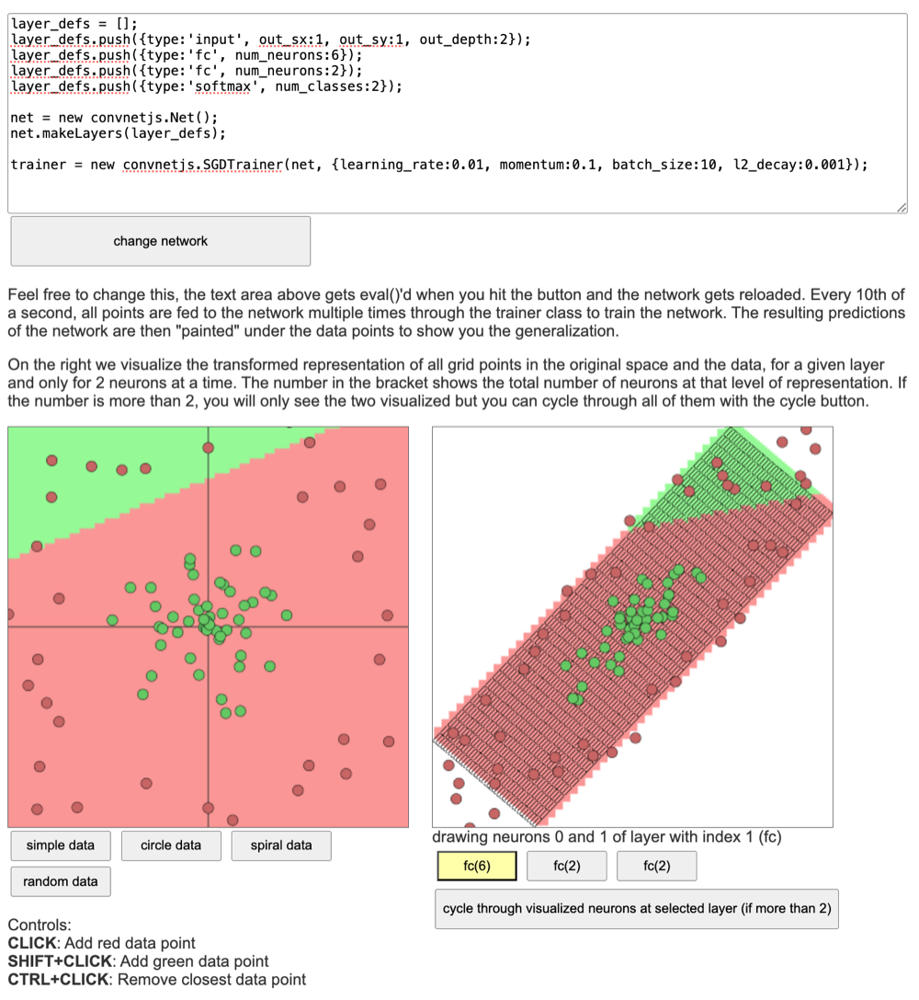 layer_defs = [];
layer_defs.push({type:'input', out_sx:1, out_sy:1, out_depth:2});
layer_defs.push({type:'fc', num_neurons:6});
layer_defs.push({type:'fc', num_neurons:2});
layer_defs.push({type:'softmax', num_classes:2});
net = new convnetjs.Net();
net.makeLayers(layer_defs);
trainer = new convnetjs.SGDTrainer(net, {learning_rate:0.01, momentum:0.1, batch_size:10, l2_decay:0.001});
change network
Feel free to change this, the text area above gets eval()'d when you hit the button and the network gets reloaded. Every 10th of
a second, all points are fed to the network multiple times through the trainer class to train the network. The resulting predictions
of the network are then "painted" under the data points to show you the generalization.
On the right we visualize the transformed representation of all grid points in the original space and the data, for a given layer
and only for 2 neurons at a time. The number in the bracket shows the total number of neurons at that level of representation. If
the number is more than 2, you will only see the two visualized but you can cycle through all of them with the cycle button.
simple data
circle data
spiral data
random data
drawing neurons 0 and 1 of layer with index 1 (fc)
fc(6)
fc(2)
fc(2)
cycle through visualized neurons at selected layer (if more than 2)
Controls:
CLICK: Add red data point
SHIFT+CLICK: Add green data point
CTRL+CLICK: Remove closest data point